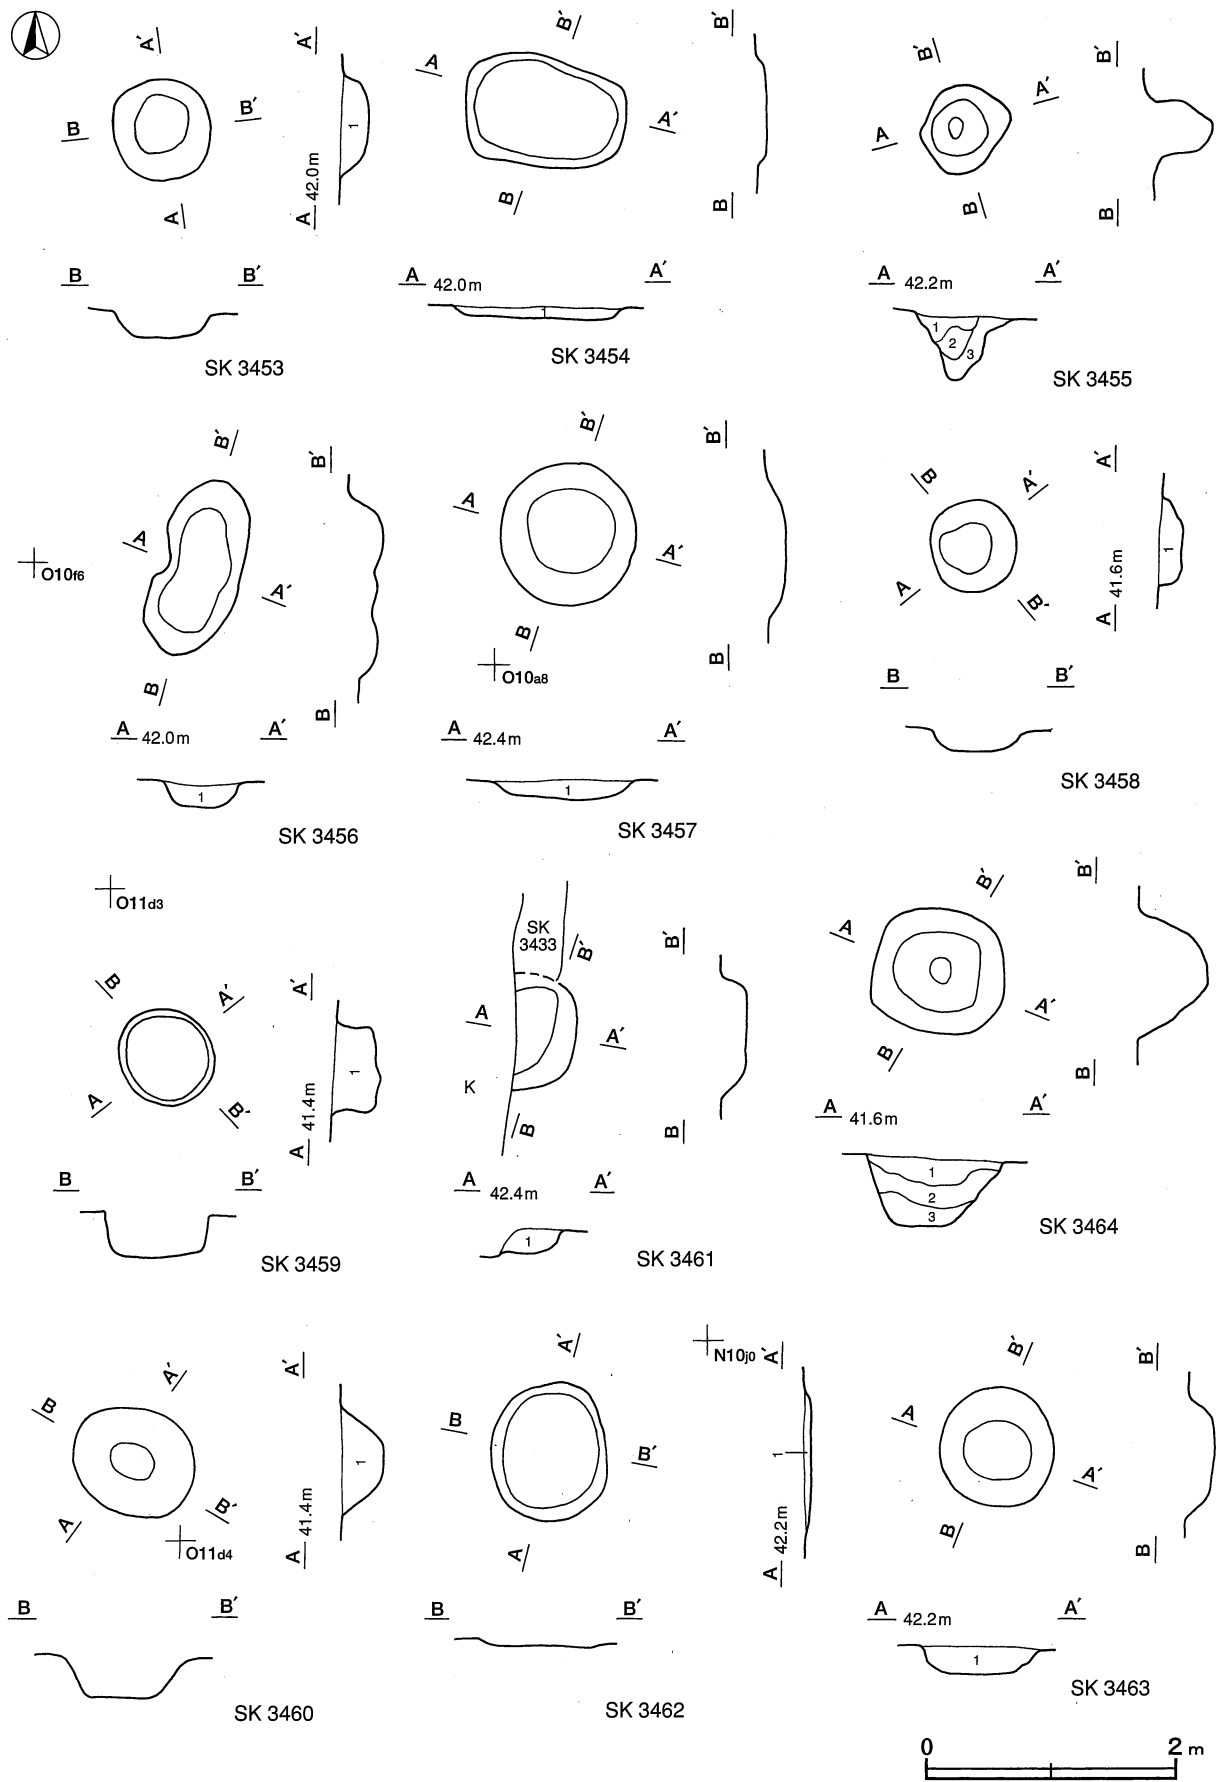 A'
B
B'
A
A'
1
A 42.0m
B
B'
SK 3453
B'
A
A'
B
B'
B
A
42.0m
A'
1
SK 3454
B'
A'
A
B
B'
B
A
42.2m
A'
1
2
3
SK 3455
B'
A
O10f6
A'
B
B'
B
A
42.0m
A'
1
SK 3456
B'
A
A'
B
O10a8
B'
B
A
42.4m
A'
1
SK 3457
B
A'
A
B'
A'
1
A 41.6m
B
B'
SK 3458
O11d3
B
A'
A
B'
A'
1
A 41.4m
B
B'
SK 3459
SK
3433
B'
A
A'
K
B
B'
B
A
42.4m
A'
1
SK 3461
B'
A
A'
B
B'
B
A
41.6m
A'
1
2
3
SK 3464
A'
B
B'
A
O11d4
A'
1
A 41.4m
B
B'
SK 3460
A'
B
B'
A
N10j0
A'
1
A 42.2m
B
B'
SK 3462
B'
A
A'
B
B'
B
A
42.2m
A'
1
SK 3463
0 2 m